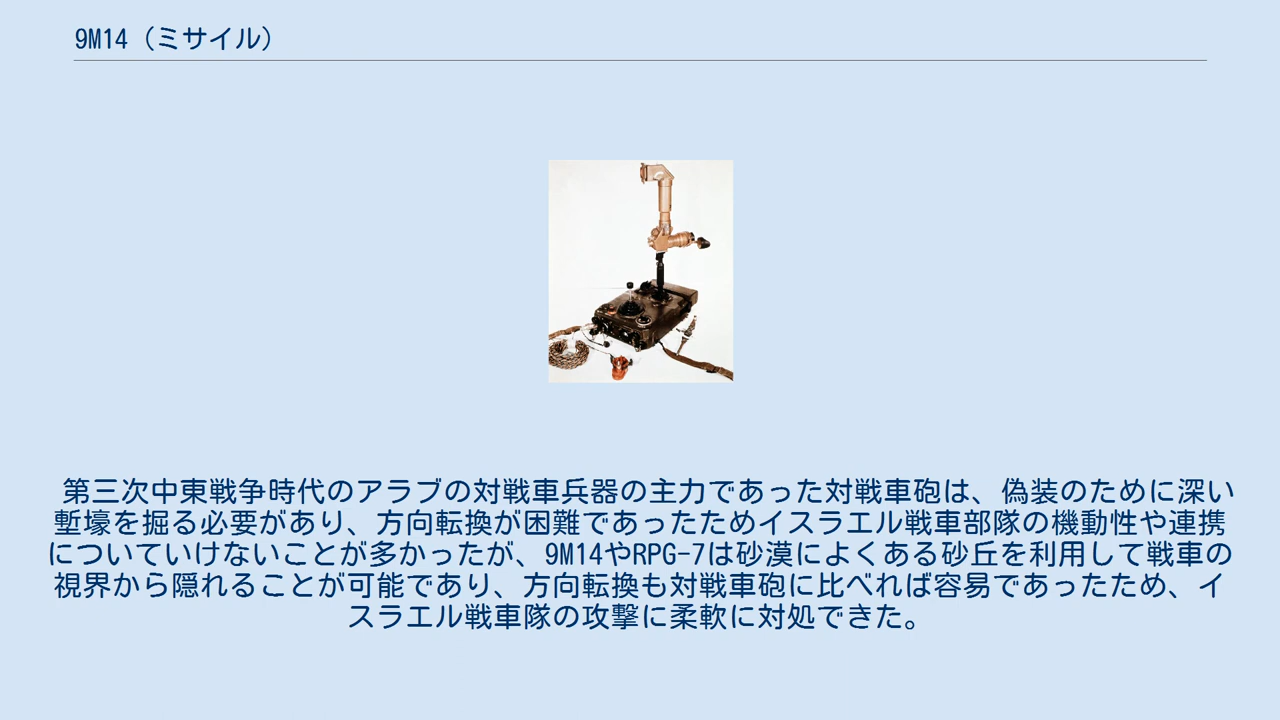 9M14（ミサイル）
第三次中東戦争時代のアラブの対戦車兵器の主力であった対戦車砲は、偽装のために深い
塹壕を掘る必要があり、方向転換が困難であったためイスラエル戦車部隊の機動性や連携
についていけないことが多かったが、9M14やRPG-7は砂漠によくある砂丘を利用して戦車の
視界から隠れることが可能であり、方向転換も対戦車砲に比べれば容易であったため、イ
スラエル戦車隊の攻撃に柔軟に対処できた。